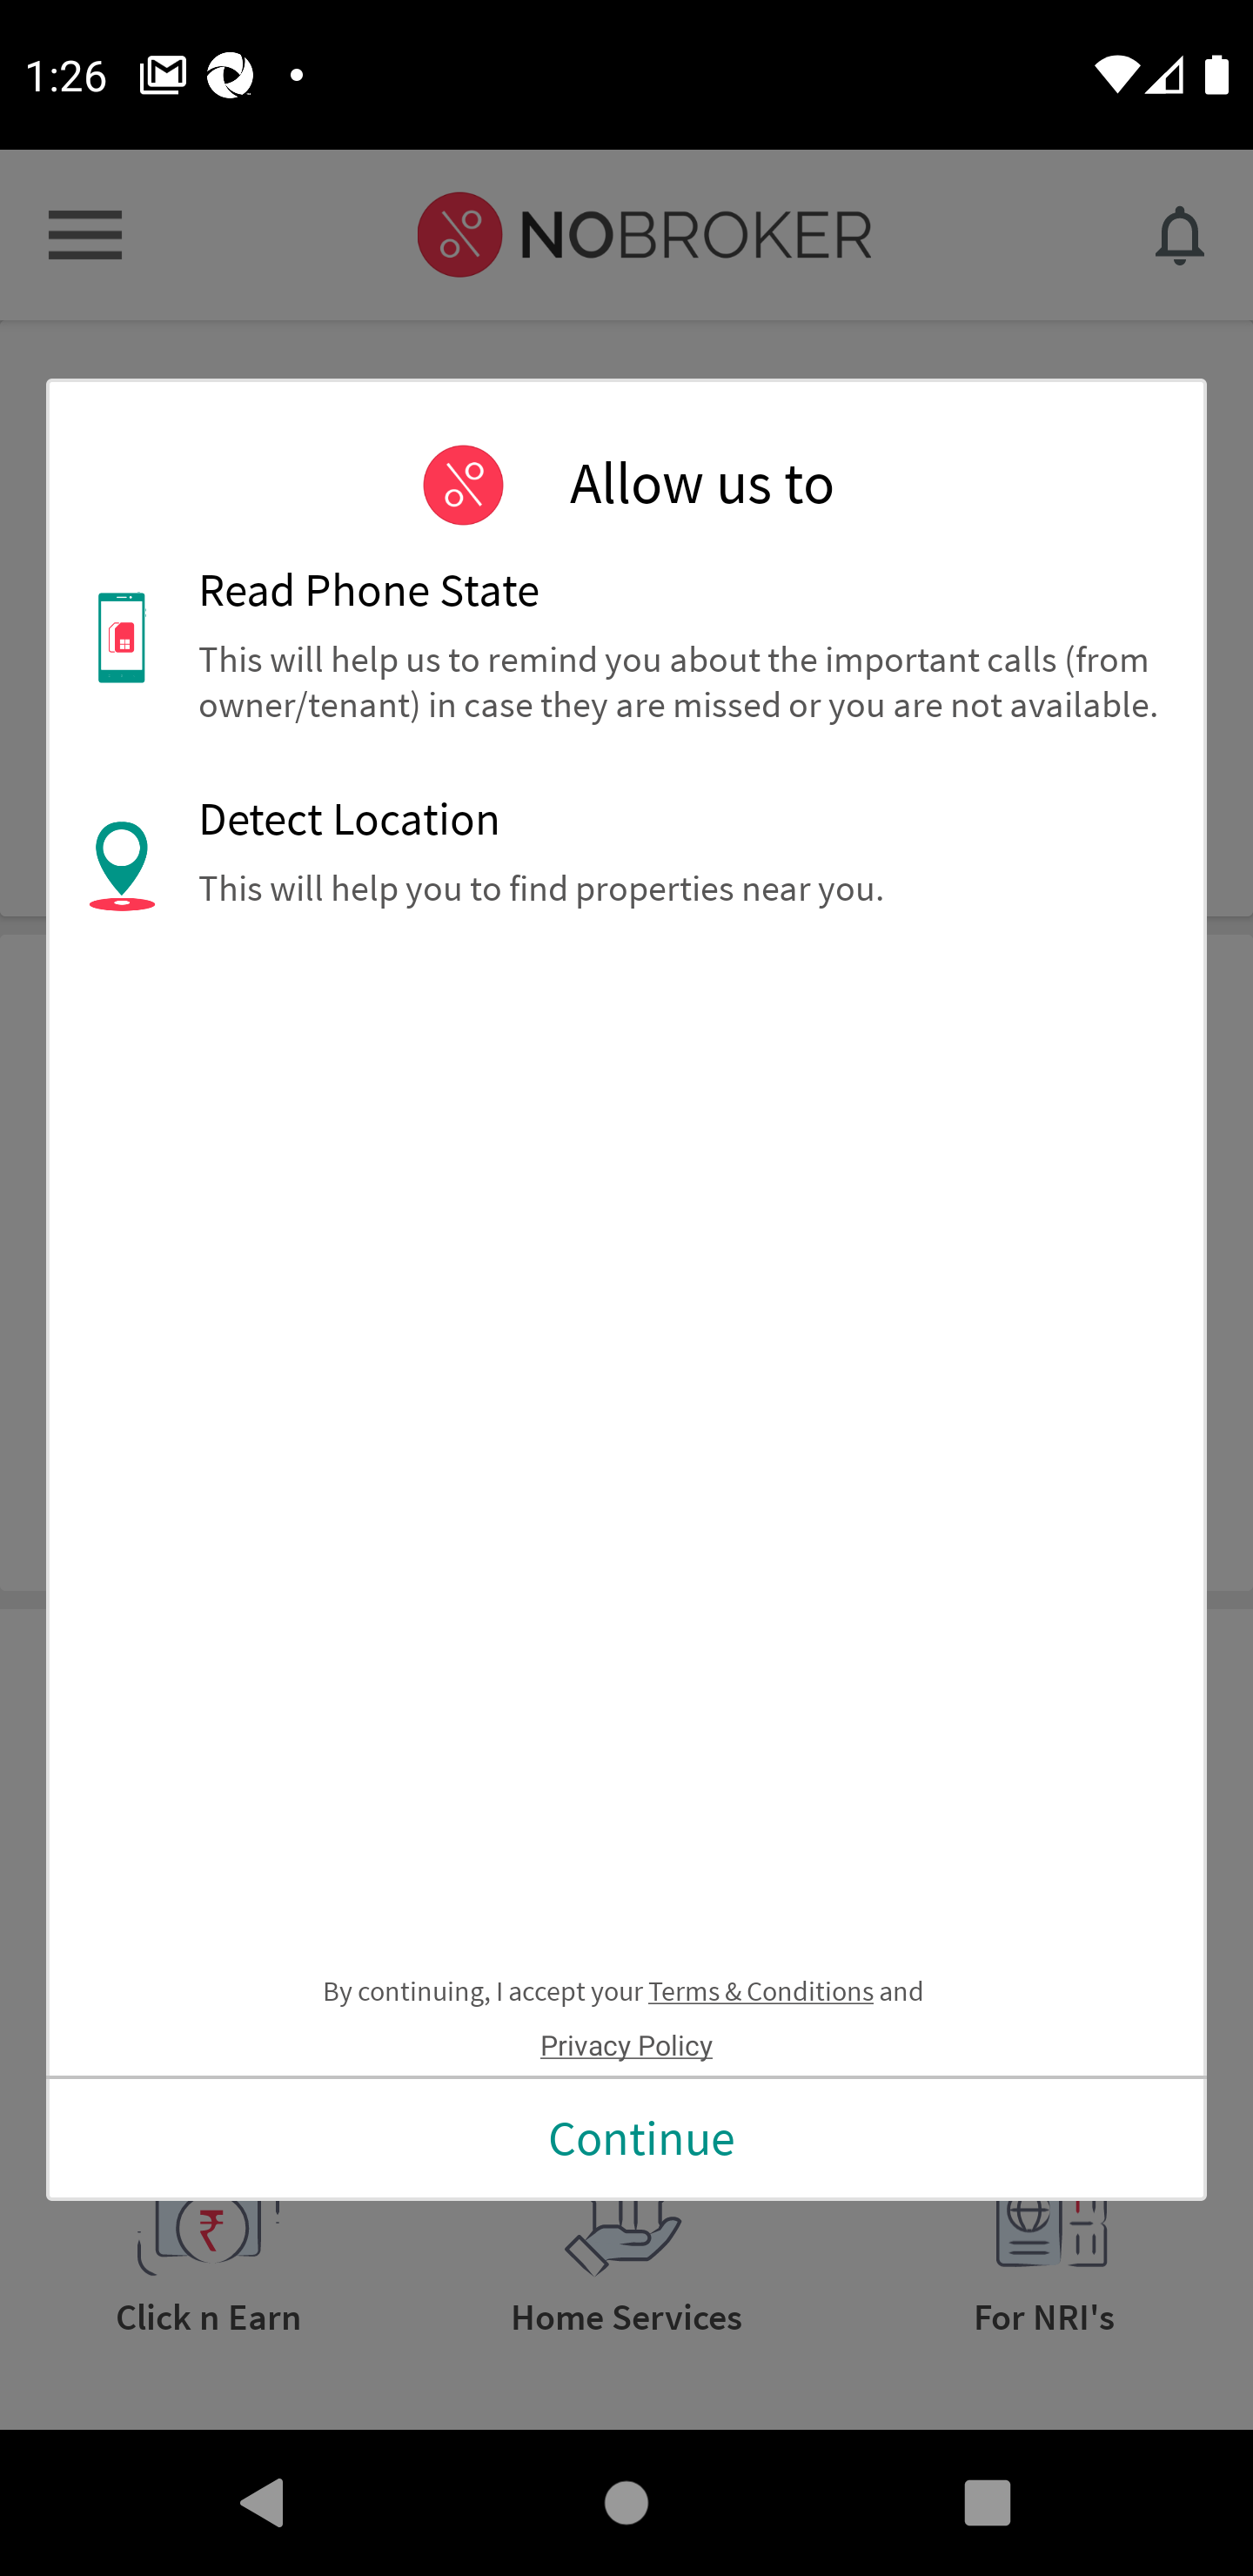 1:26
NOBROKER
Allow us to
Read Phone State
This will help us to remind you about the important calls (from
owner/tenant) in case they are missed or you are not available.
Detect Location
This will help you to find properties near you.
By continuing, I accept your Terms & Conditions and
Privacy Policy
Continue
Click n Earn
Home Services
For NRI's